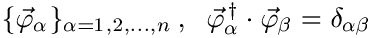 {φ⃗_α}_{α=1,2,...,n} ,  φ⃗_α^† · φ⃗_β = δ_{αβ}